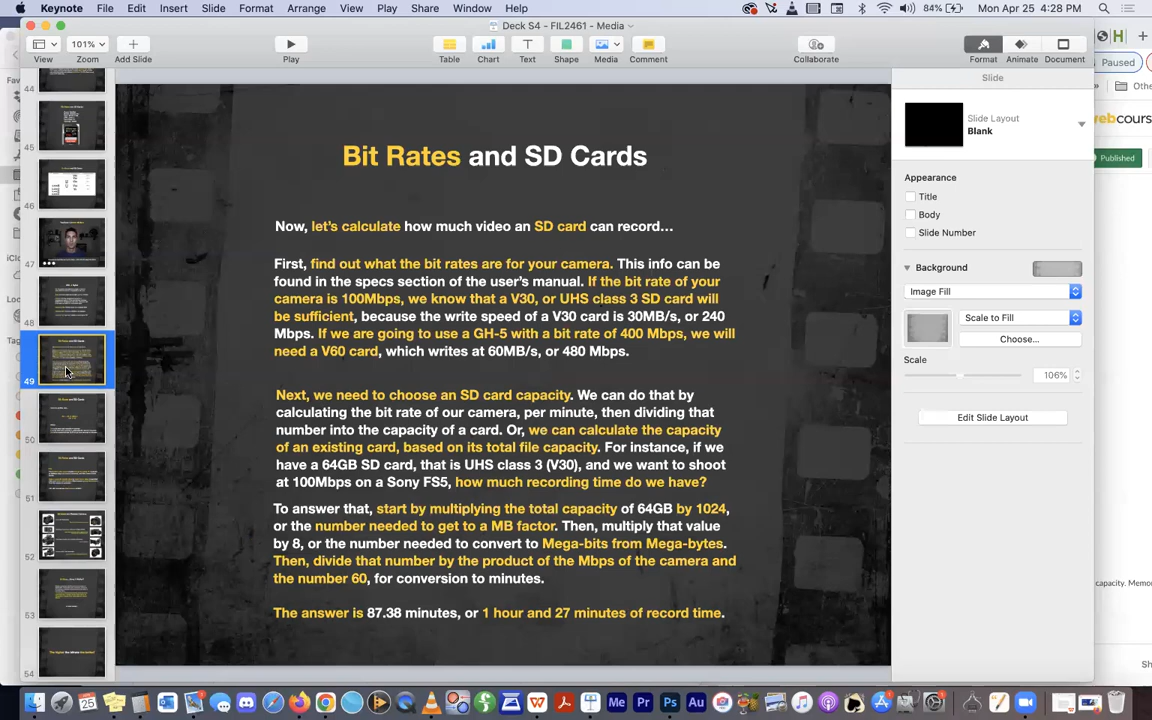 Keynote File Edit Insert Slide Format Arrange View Play Share Window Help 84% Mon Apr 25 4:28 PM
Deck S4 - FIL2461 - Media
101%
View Zoom Add Slide Play Table Chart Text Shape Media Comment Collaborate Format Animate Document
Paused
Slide
44
45
46
47
48
49
50
51
52
53
54
Bit Rates and SD Cards
Now, let's calculate how much video an SD card can record...
First, find out what the bit rates are for your camera. This info can be
found in the specs section of the user's manual. If the bit rate of your
camera is 100Mbps, we know that a V30, or UHS class 3 SD card will
be sufficient, because the write speed of a V30 card is 30MB/s, or 240
Mbps. If we are going to use a GH-5 with a bit rate of 400 Mbps, we will
need a V60 card, which writes at 60MB/s, or 480 Mbps.
Next, we need to choose an SD card capacity. We can do that by
calculating the bit rate of our camera, per minute, then dividing that
number into the capacity of a card. Or, we can calculate the capacity
of an existing card, based on its total file capacity. For instance, if we
have a 64GB SD card, that is UHS class 3 (V30), and we want to shoot
at 100Mbps on a Sony FS5, how much recording time do we have?
To answer that, start by multiplying the total capacity of 64GB by 1024,
or the number needed to get to a MB factor. Then, multiply that value
by 8, or the number needed to convert to Mega-bits from Mega-bytes.
Then, divide that number by the product of the Mbps of the camera and
the number 60, for conversion to minutes.
The answer is 87.38 minutes, or 1 hour and 27 minutes of record time.
Slide Layout
Blank
Appearance
Title
Body
Slide Number
Background
Image Fill
Scale to Fill
Choose...
Scale
106%
Edit Slide Layout
Published
capacity. Memo